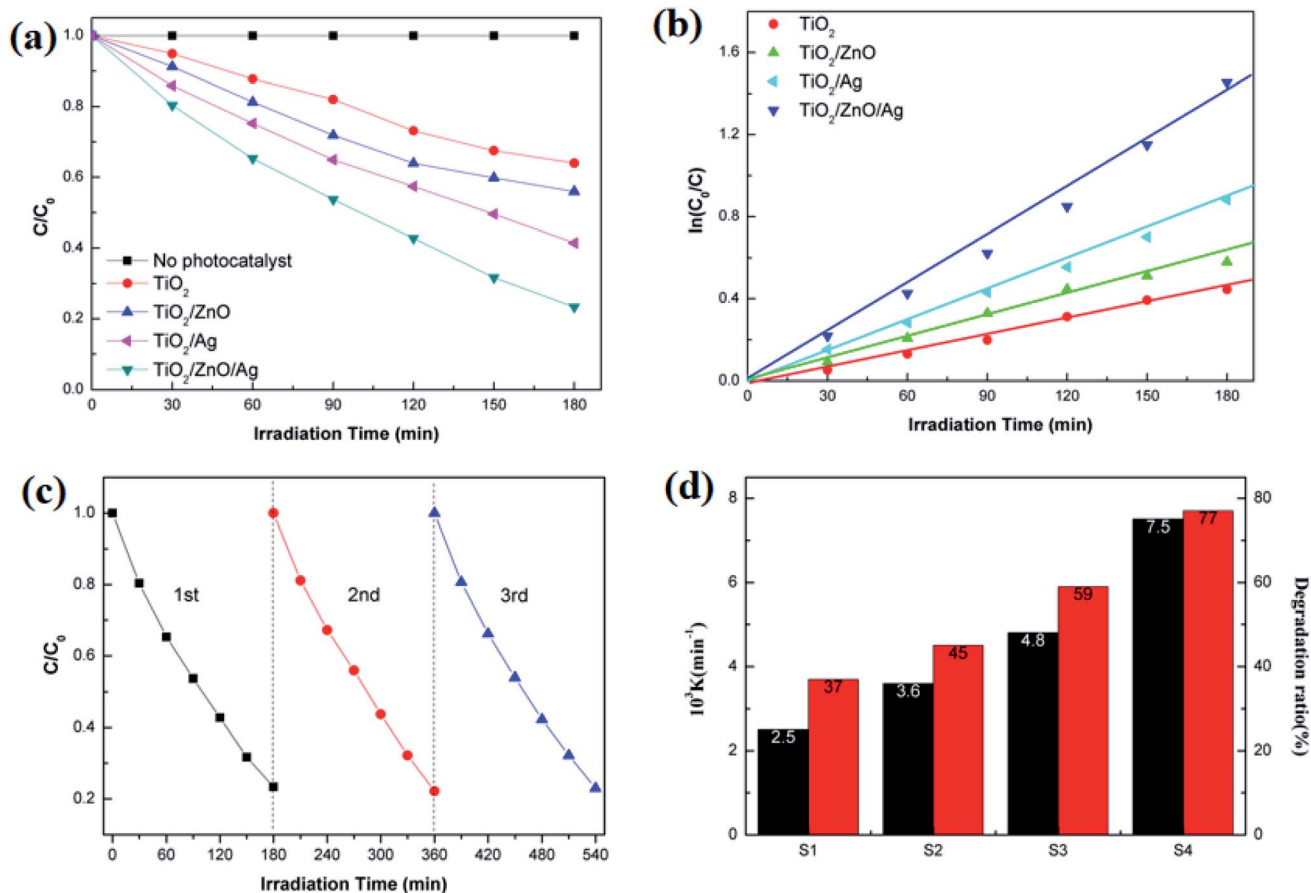 (a)
1.0
0.8
0.6
0.4
0.2
0.0
C/C₀
No photocatalyst
TiO₂
TiO₂/ZnO
TiO₂/Ag
TiO₂/ZnO/Ag
0 30 60 90 120 150 180
Irradiation Time (min)
(b)
1.6
1.2
0.8
0.4
0.0
ln(C₀/C)
TiO₂
TiO₂/ZnO
TiO₂/Ag
TiO₂/ZnO/Ag
30 60 90 120 150 180
Irradiation Time (min)
(c)
1.0
0.8
0.6
0.4
0.2
C/C₀
1st 2nd 3rd
0 60 120 180 240 300 360 420 480 540
Irradiation Time (min)
(d)
8
6
4
2
0
10³K(min⁻¹)
2.5 37
3.6 45
4.8 59
7.5 77
80
60
40
20
0
Degradation ratio(%)
S1 S2 S3 S4